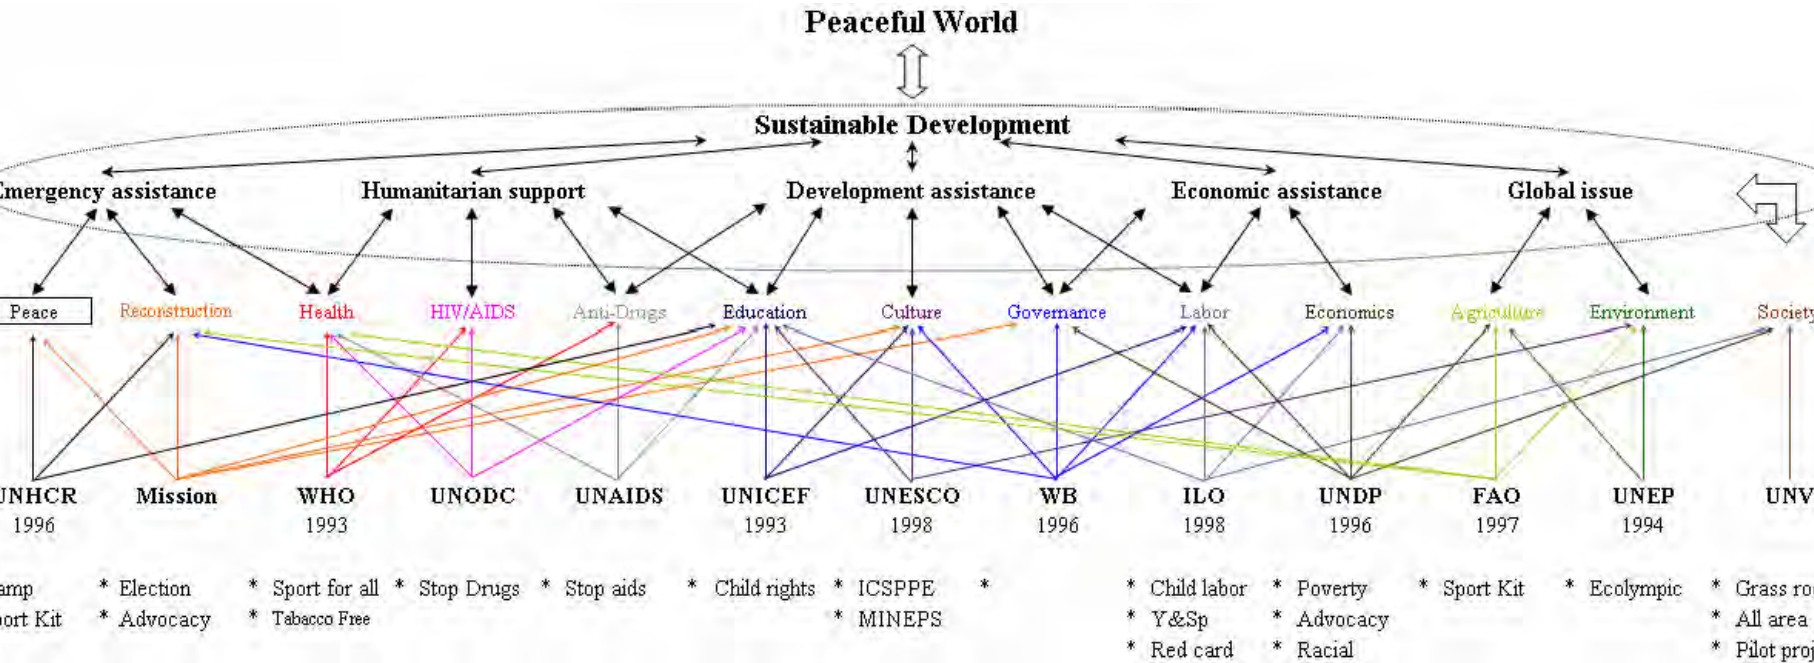 Peaceful World
Sustainable Development
Emergency assistance Humanitarian support Development assistance Economic assistance Global issue
Peace Reconstruction Health HIV/AIDS Anti-Drugs Education Culture Governance Labor Economics Agriculture Environment Society
UNHCR Mission WHO UNODC UNAIDS UNICEF UNESCO WB ILO UNDP FAO UNEP UNV
1996 1993 1993 1998 1996 1998 1996 1997 1994
amp * Election * Sport for all * Stop Drugs * Stop aids * Child rights * ICSPPE * * Child labor * Poverty * Sport Kit * Ecolympic * Grass ro
port Kit * Advocacy * Tabacco Free * MINEPS * Y&Sp * Advocacy * All area
* Red card * Racial * Pilot proj